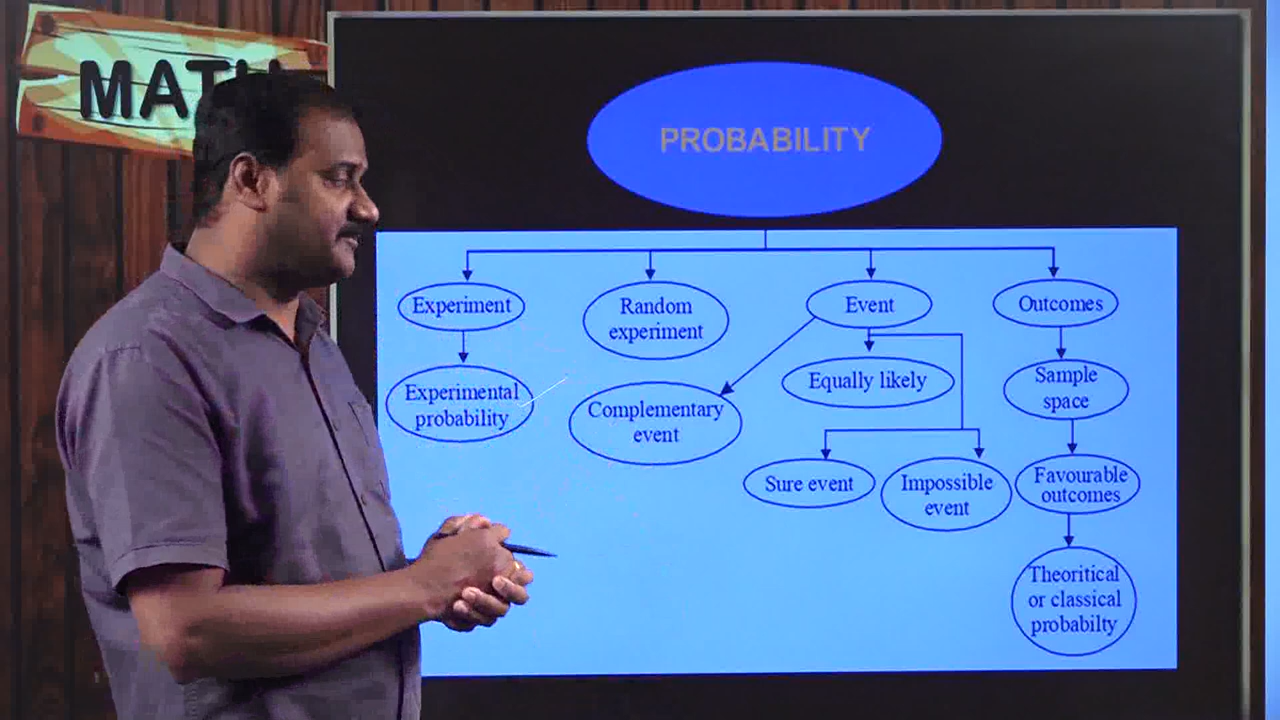 MATH
PROBABILITY
Experiment
Random
experiment
Event
Outcomes
Experimental
probability
Complementary
event
Equally likely
Sample
space
Sure event
Impossible
event
Favourable
outcomes
Theoritical
or classical
probabilty